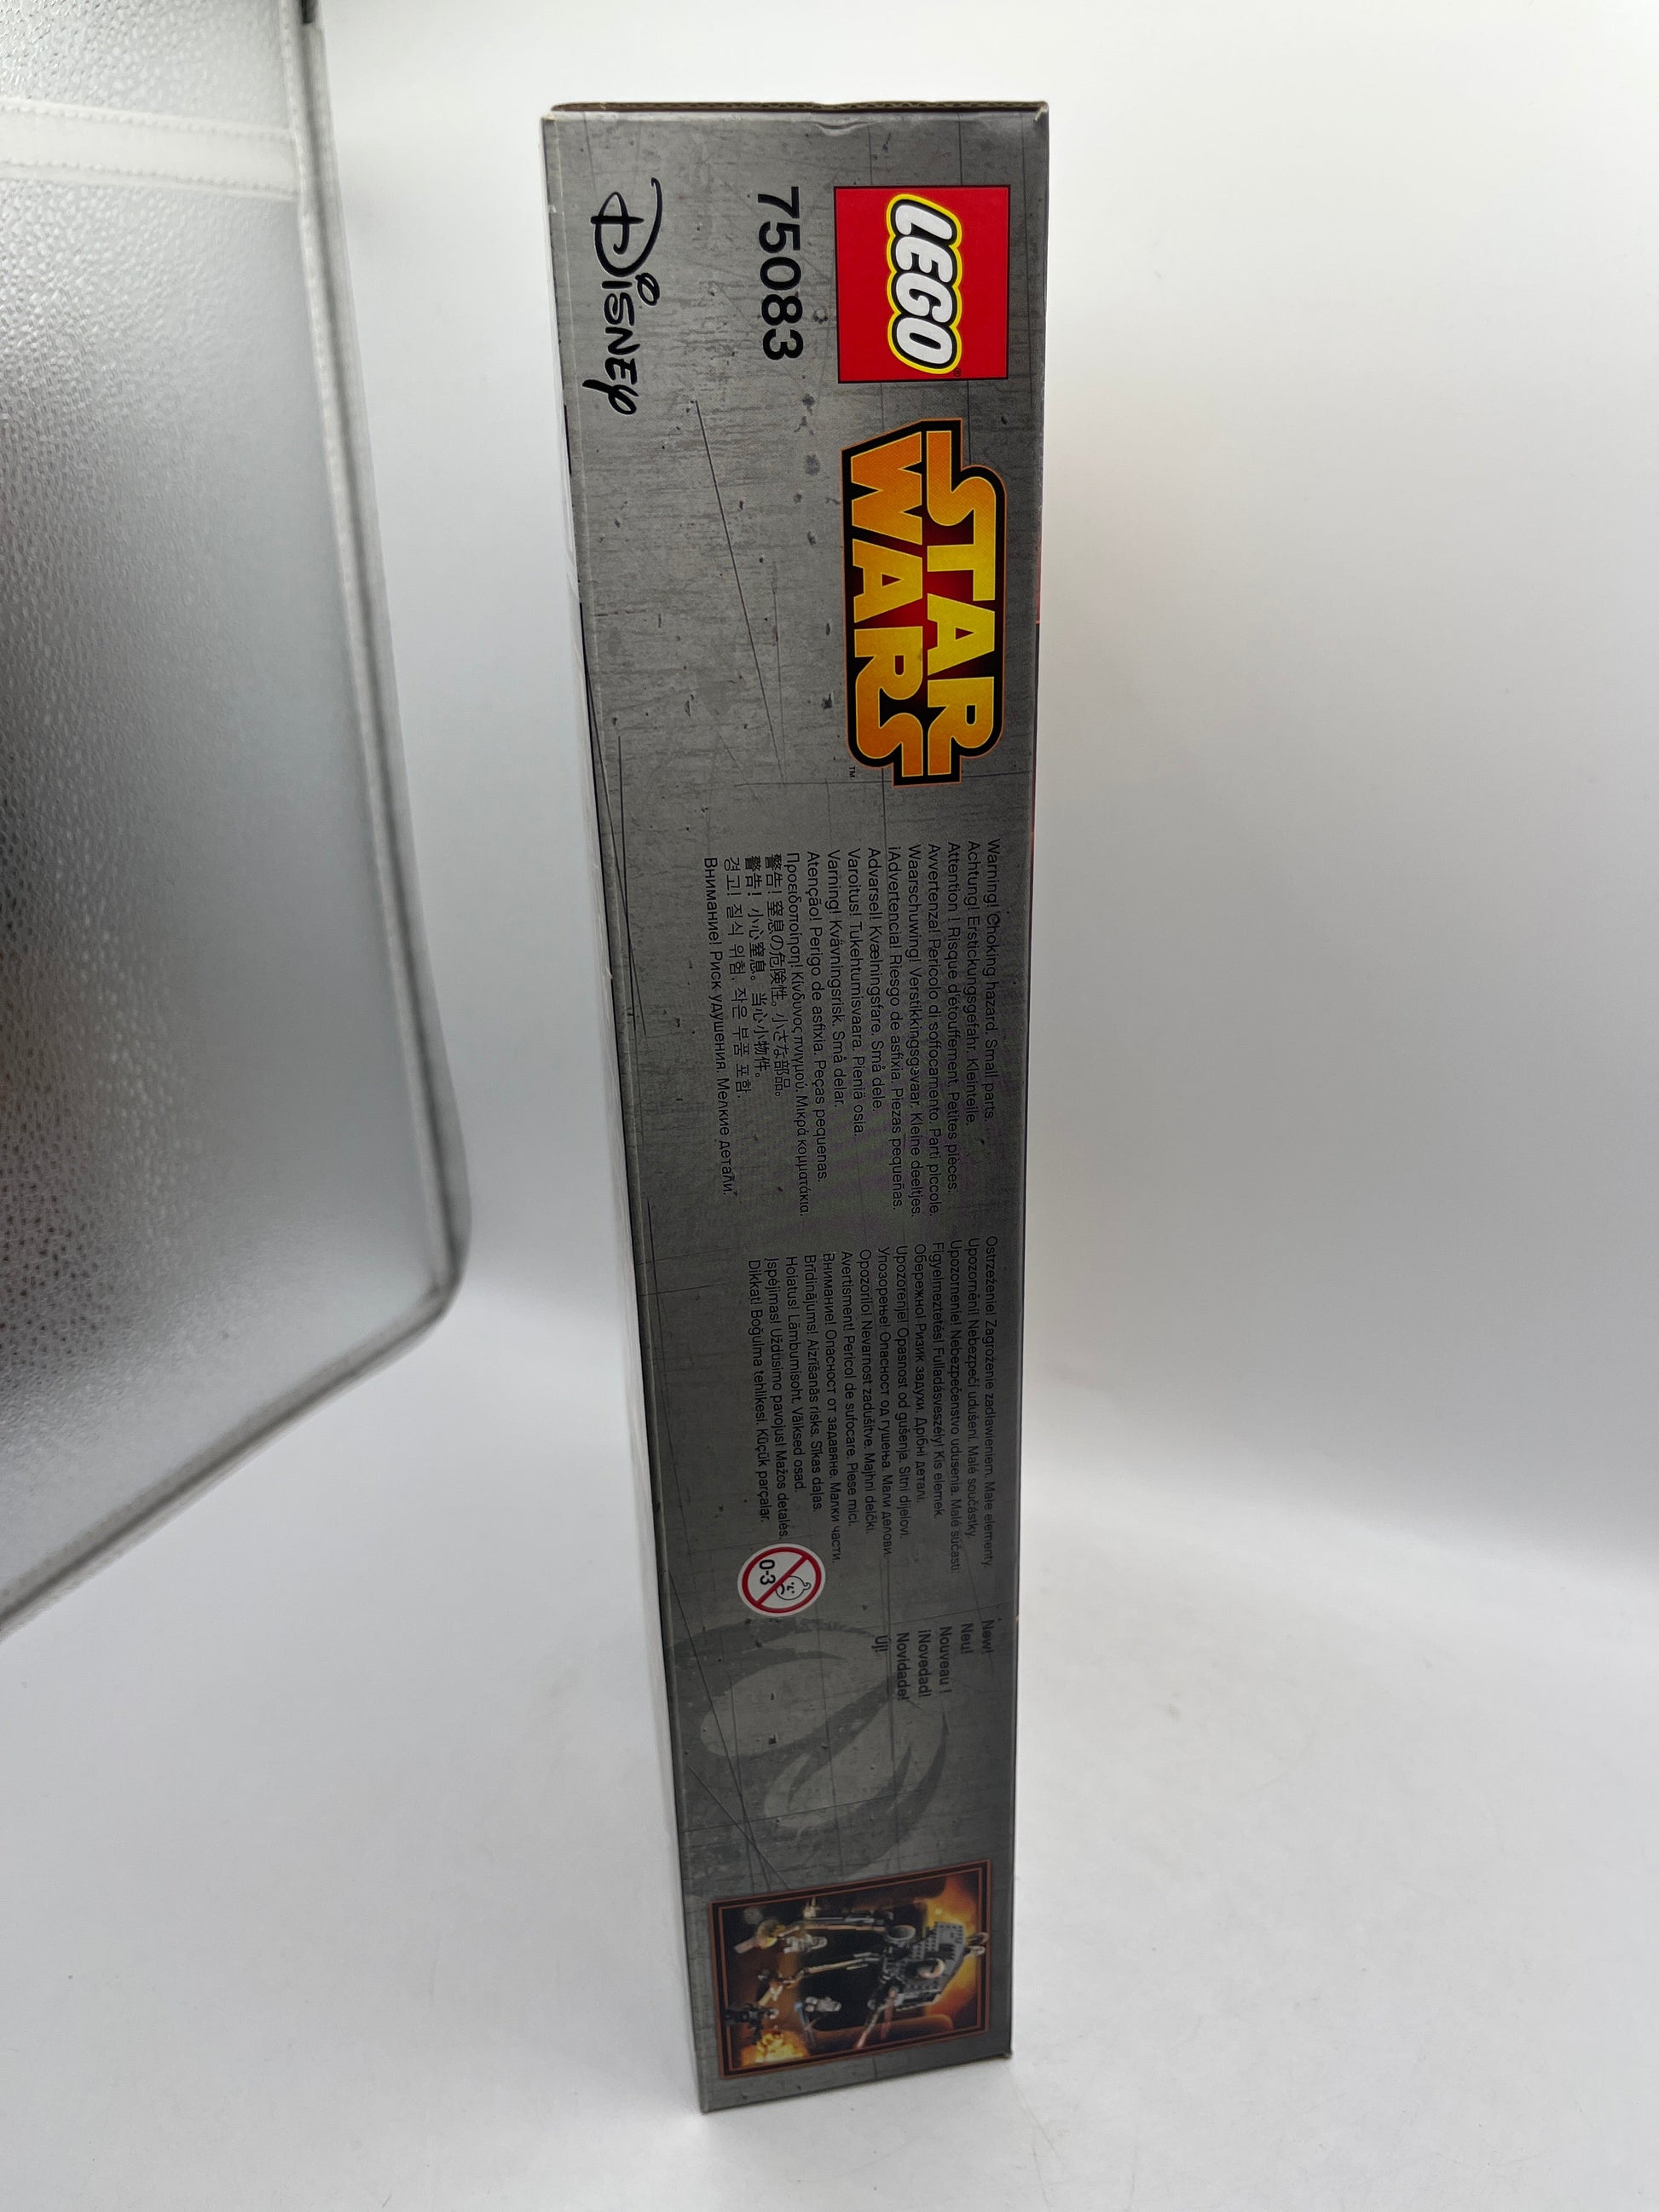 LEGO®
STAR
WARS™
75083
DISNEY
Warning! Choking hazard. Small parts.
Achtung! Erstickungsgefahr. Kleinteile.
Attention ! Risque d'étouffement. Petites pièces.
Avvertenza! Pericolo di soffocamento. Parti piccole.
Waarschuwing! Verstikkingsgevaar. Kleine deeltjes.
¡Advertencia! Riesgo de asfixia. Piezas pequeñas.
Advarsel! Kvælningsfare. Små dele.
Varoitus! Tukehtumisvaara. Pieniä osia.
Varning! Kvävningsrisk. Små delar.
Atenção! Perigo de asfixia. Peças pequenas.
Προειδοποίηση! Κίνδυνος πνιγμού. Μικρά κομματάκια.
警告! 窒息の危険性。小さな部品。
警告! 小心窒息。当心小物件。
경고! 질식 위험. 작은 부품 포함.
Внимание! Риск удушения. Мелкие детали.
Ostrzeżenie! Zagrożenie zadławieniem. Małe elementy.
Upozornění! Nebezpečí udušení. Malé součástky.
Upozornenie! Nebezpečenstvo udusenia. Malé súčasti.
Figyelmeztetés! Fulladásveszély! Kis elemek.
Обережно! Ризик задухи. Дрібні деталі.
Upozorenje! Opasnost od gušenja. Sitni dijelovi.
Упозорење! Опасност од гушења. Мали делови.
Opozorilo! Nevarnost zadušitve. Majhni delčki.
Avertisment! Pericol de sufocare. Piese mici.
Внимание! Опасност от задавяне. Малки части.
Brīdinājums! Aizrīšanās risks. Sīkas daļas.
Hoiatus! Lämbumisoht. Väiksed osad.
Įspėjimas! Uždusimo pavojus! Mažos detalės.
Dikkat! Boğulma tehlikesi. Küçük parçalar.
0-3
New!
Neu!
Nouveau !
¡Novedad!
Novidade!
Új!